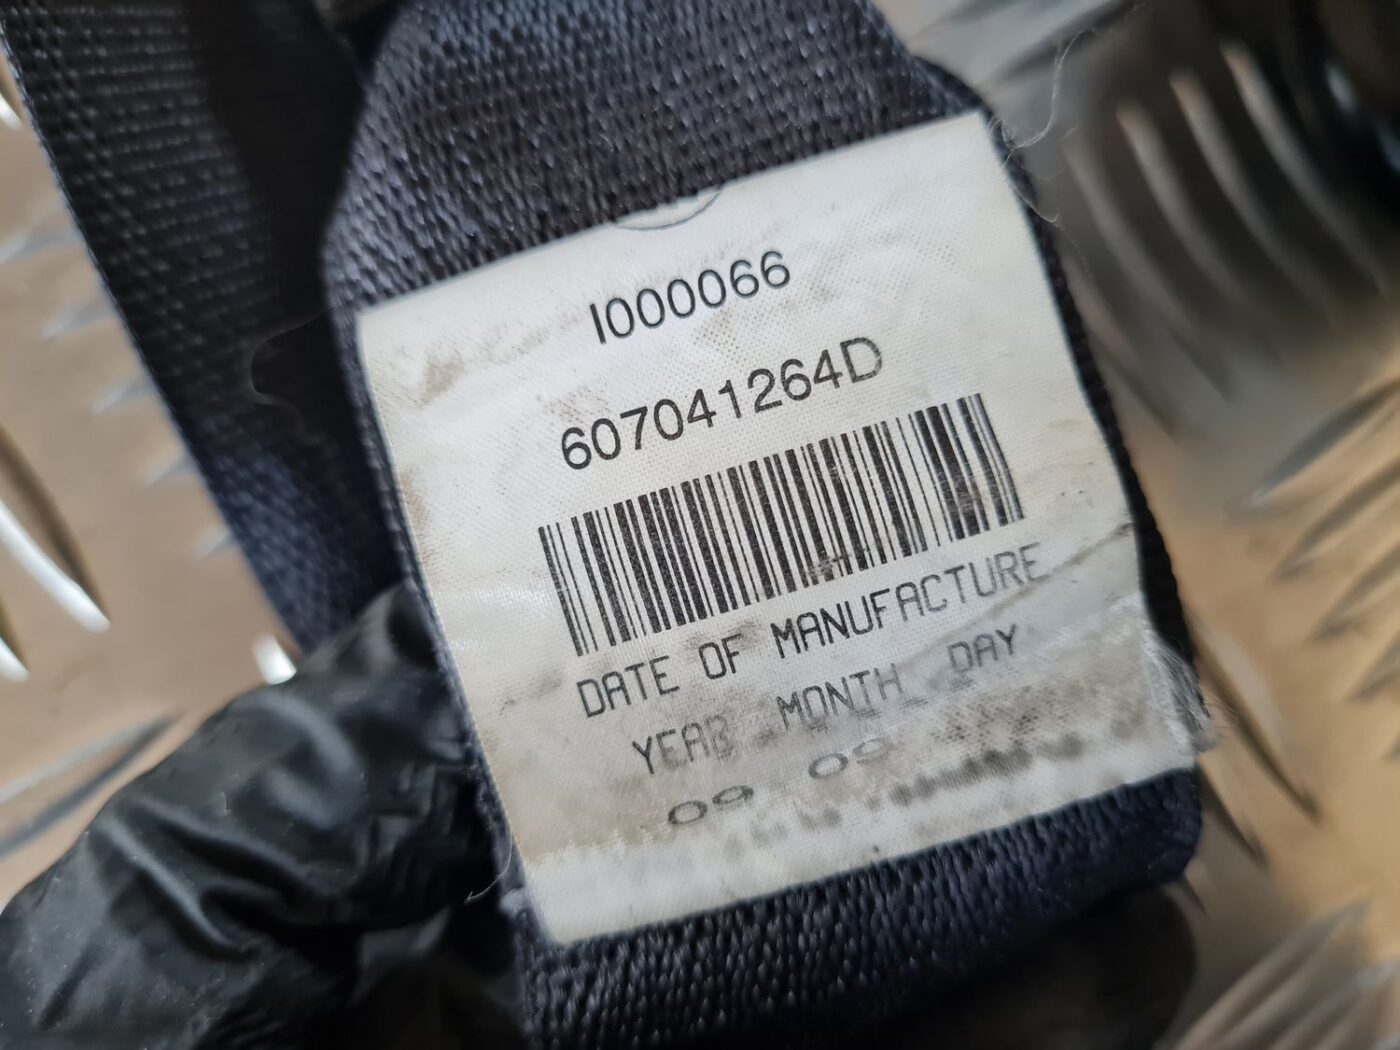 I000066
607041264D
DATE OF MANUFACTURE
YEAR MONTH DAY
09 09